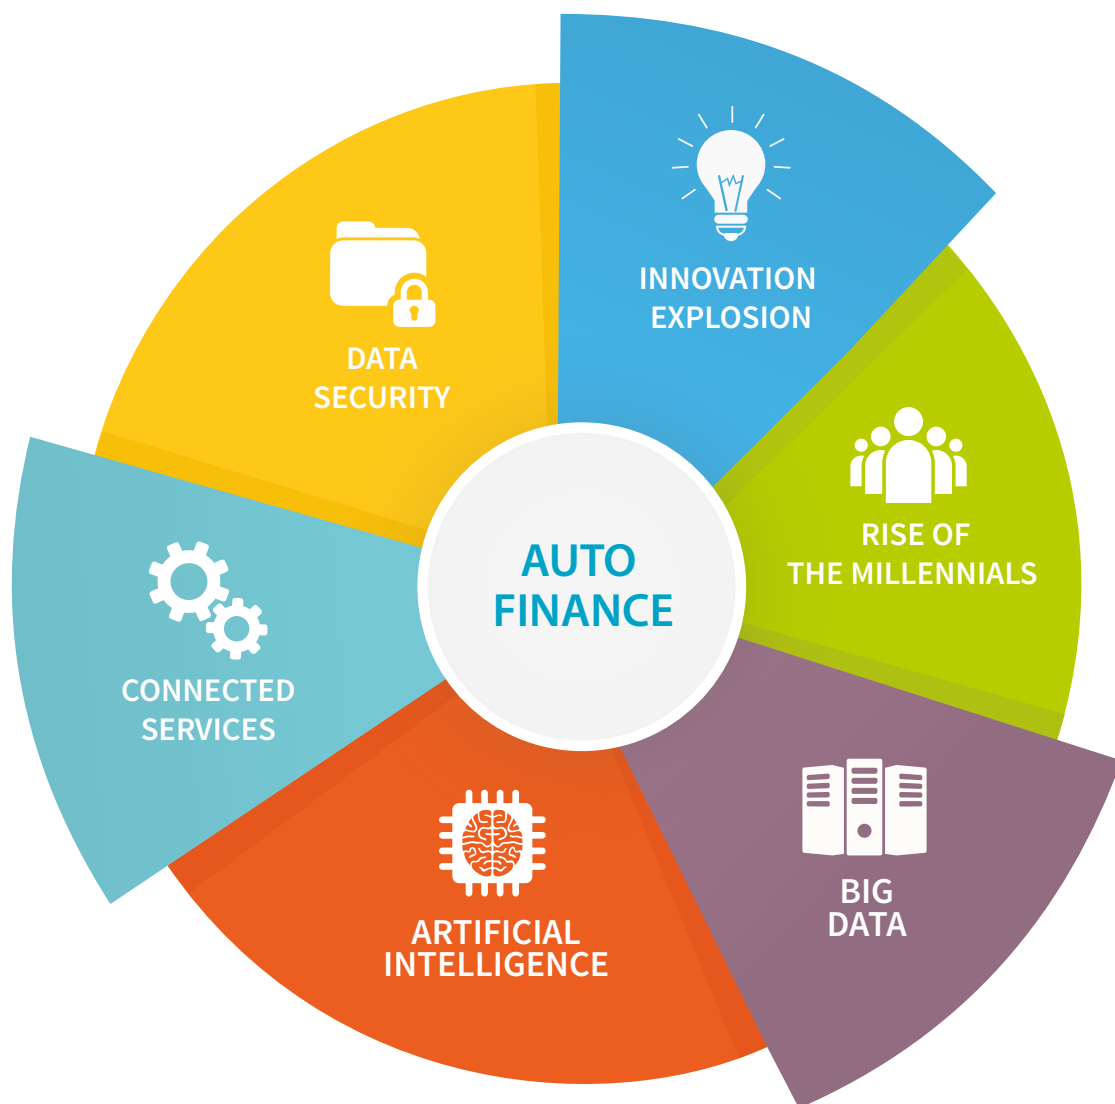 INNOVATION
EXPLOSION
RISE OF
THE MILLENNIALS
BIG
DATA
ARTIFICIAL
INTELLIGENCE
CONNECTED
SERVICES
DATA
SECURITY
AUTO
FINANCE